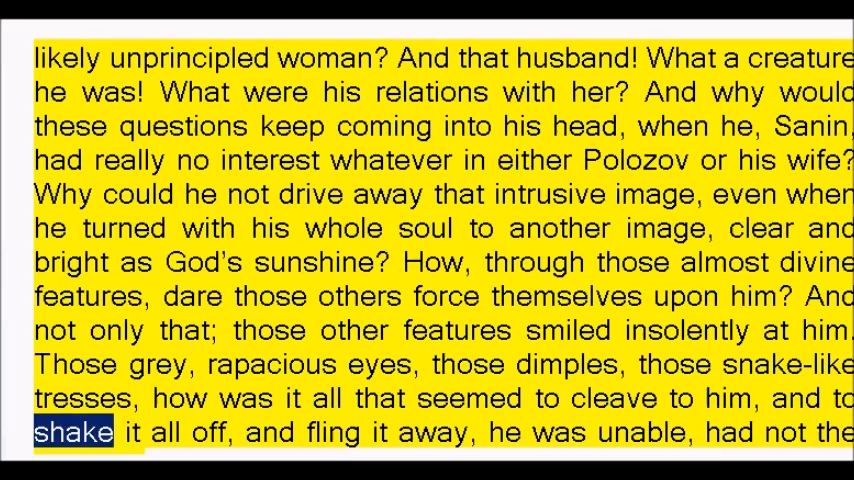 likely unprincipled woman? And that husband! What a creature
he was! What were his relations with her? And why would
these questions keep coming into his head, when he, Sanin,
had really no interest whatever in either Polozov or his wife?
Why could he not drive away that intrusive image, even when
he turned with his whole soul to another image, clear and
bright as God's sunshine? How, through those almost divine
features, dare those others force themselves upon him? And
not only that; those other features smiled insolently at him.
Those grey, rapacious eyes, those dimples, those snake-like
tresses, how was it all that seemed to cleave to him, and to
shake it all off, and fling it away, he was unable, had not the